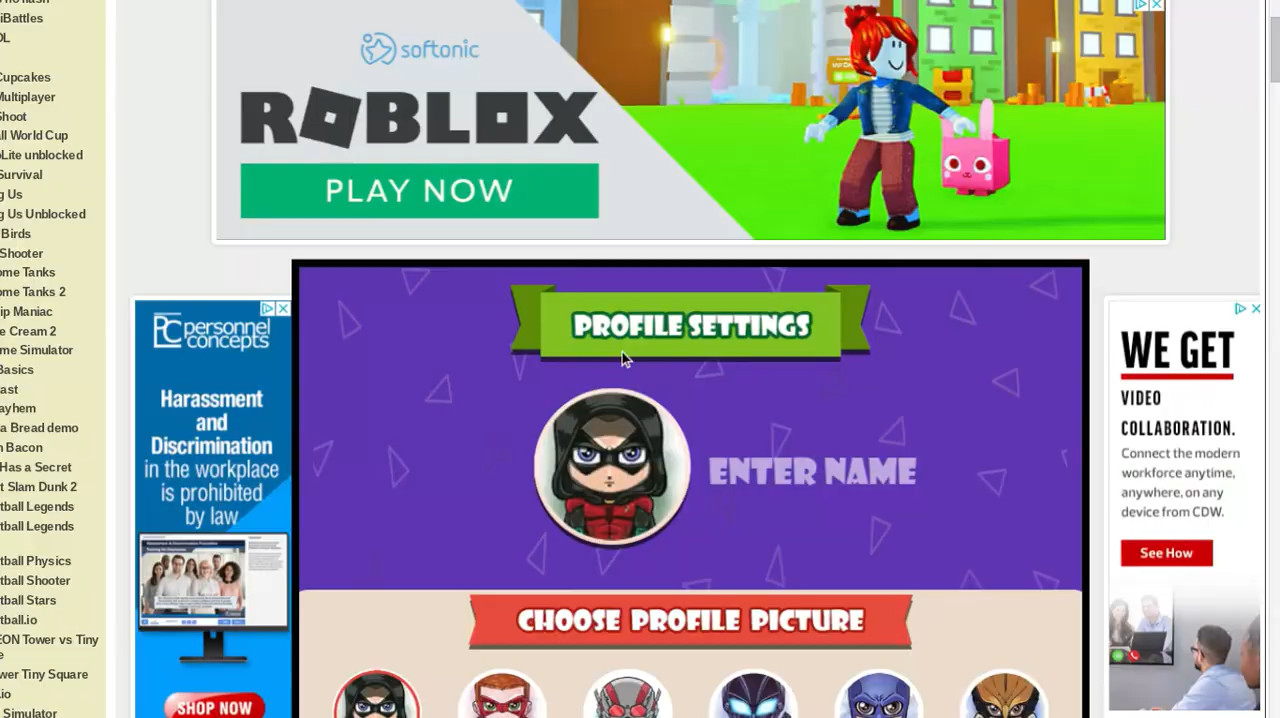 iBattles
OL
Cupcakes
Multiplayer
Shoot
all World Cup
oLite unblocked
Survival
g Us
g Us Unblocked
Birds
Shooter
ome Tanks
ome Tanks 2
ip Maniac
e Cream 2
me Simulator
Basics
ast
ayhem
a Bread demo
n Bacon
Has a Secret
t Slam Dunk 2
tball Legends
tball Legends
tball Physics
tball Shooter
tball Stars
tball.io
EON Tower vs Tiny
e
wer Tiny Square
.io
Simulator
softonic
ROBLOX
PLAY NOW
PC personnel
concepts
Harassment
and
Discrimination
in the workplace
is prohibited
by law
SHOP NOW
PROFILE SETTINGS
ENTER NAME
CHOOSE PROFILE PICTURE
WE GET
VIDEO
COLLABORATION.
Connect the modern
workforce anytime,
anywhere, on any
device from CDW.
See How